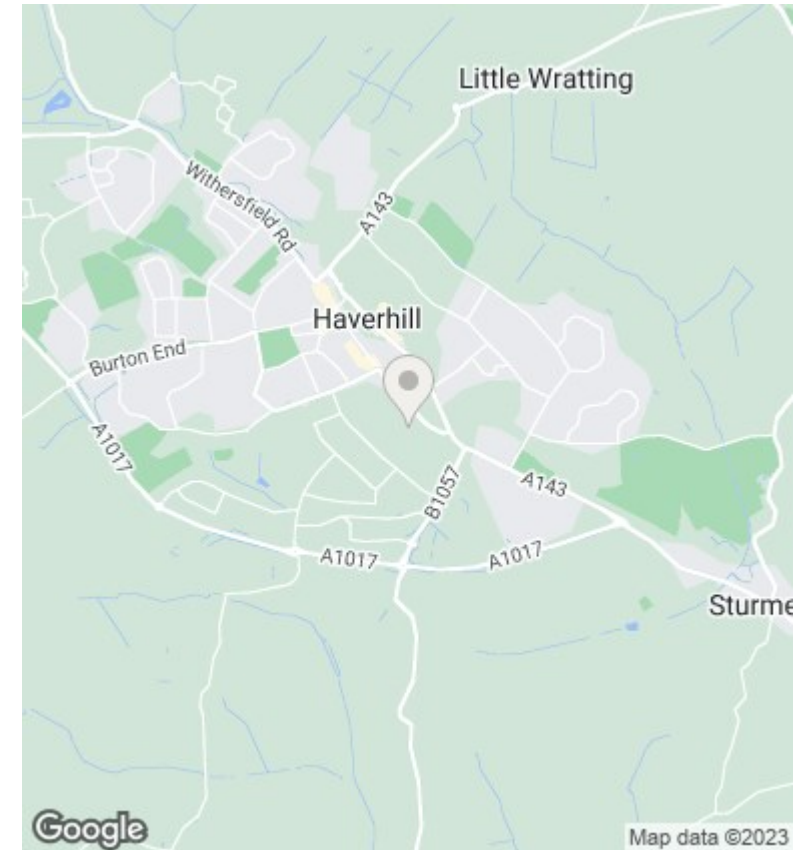 Little Wratting
Withersfield Rd
A143
Haverhill
Burton End
A1017
B1057
A143
A1017
A1017
Sturme
Google
Map data ©2023